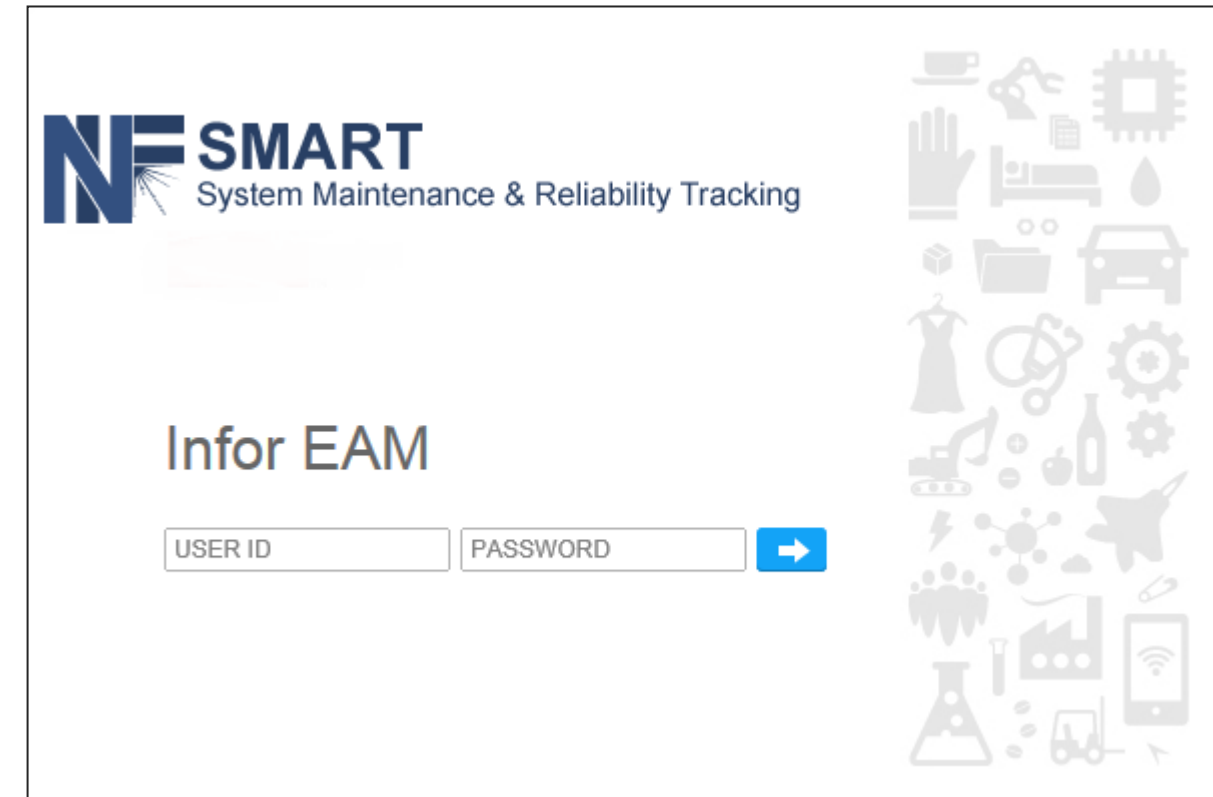 NF SMART
System Maintenance & Reliability Tracking
Infor EAM
USER ID PASSWORD